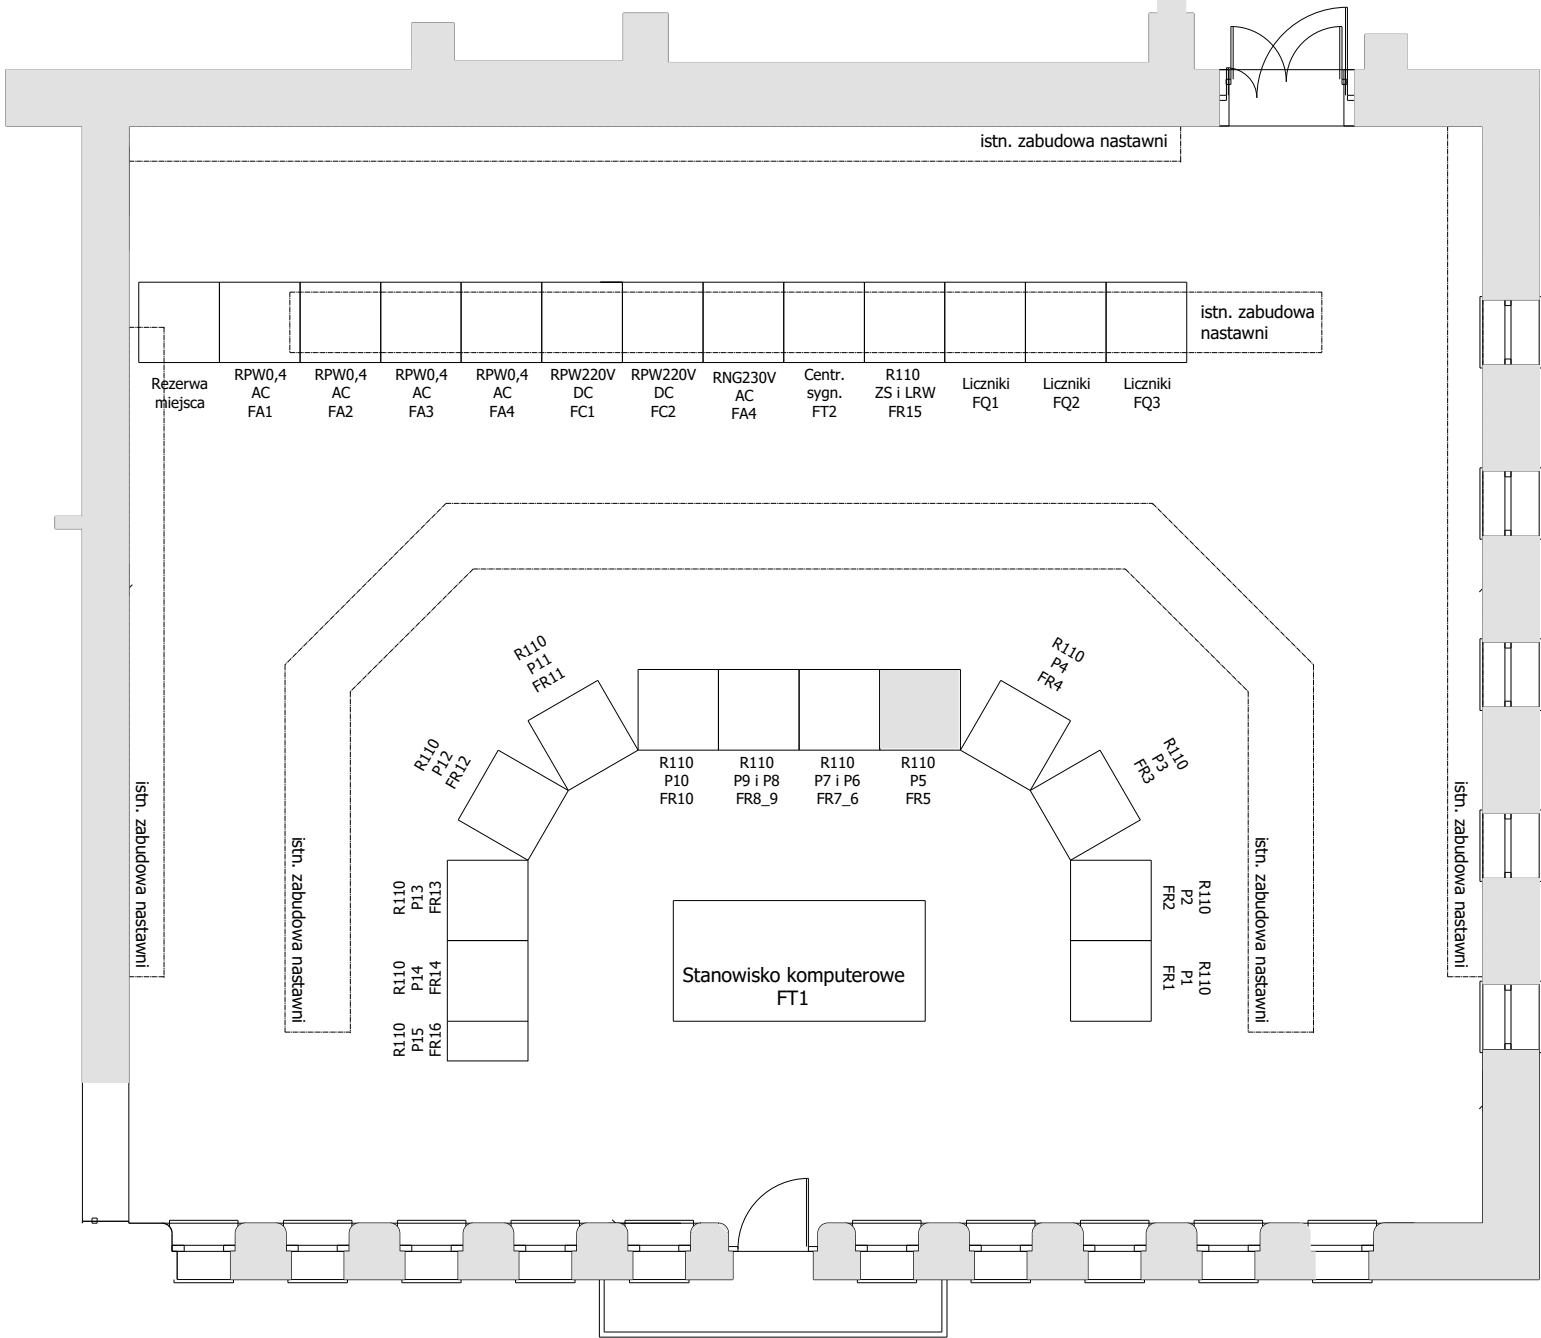 istn. zabudowa nastawni
istn. zabudowa
nastawni
Rezerwa
miejsca
RPW0,4
AC
FA1
RPW0,4
AC
FA2
RPW0,4
AC
FA3
RPW0,4
AC
FA4
RPW220V
DC
FC1
RPW220V
DC
FC2
RNG230V
AC
FA4
Centr.
sygn.
FT2
R110
ZS i LRW
FR15
Liczniki
FQ1
Liczniki
FQ2
Liczniki
FQ3
R110
P11
FR11
R110
P4
FR4
R110
P12
FR12
R110
P3
FR3
R110
P10
FR10
R110
P9 i P8
FR8_9
R110
P7 i P6
FR7_6
R110
P5
FR5
istn. zabudowa nastawni
istn. zabudowa nastawni
istn. zabudowa nastawni
istn. zabudowa nastawni
R110
P13
FR13
R110
P2
FR2
R110
P14
FR14
R110
P1
FR1
R110
P15
FR16
Stanowisko komputerowe
FT1